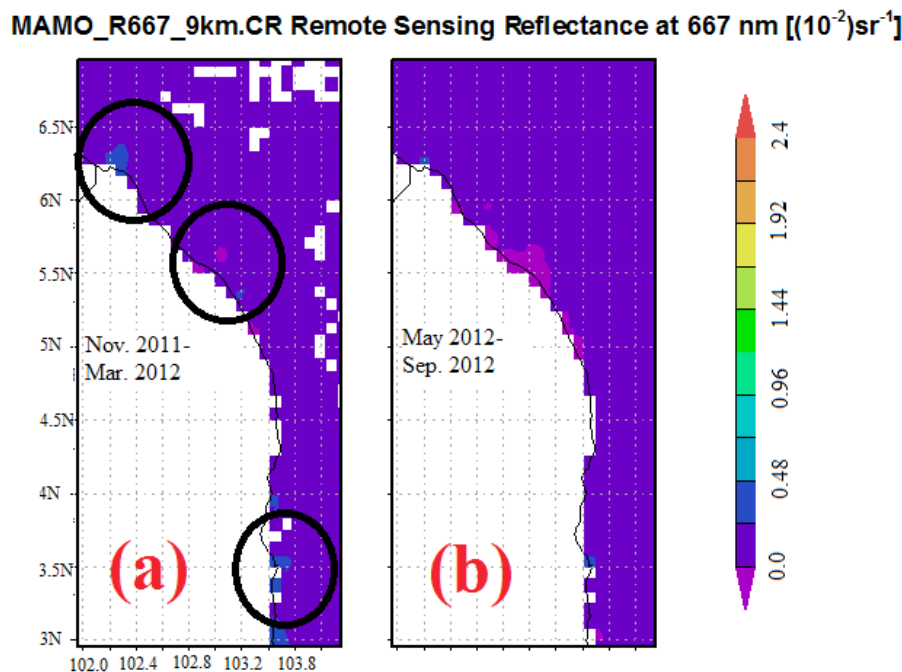 MAMO_R667_9km.CR Remote Sensing Reflectance at 667 nm [(10⁻²)sr⁻¹]
6.5N
6N
5.5N
5N
4.5N
4N
3.5N
3N
Nov. 2011-
Mar. 2012
(a)
102.0 102.4 102.8 103.2 103.8
May 2012-
Sep. 2012
(b)
2.4
1.92
1.44
0.96
0.48
0.0